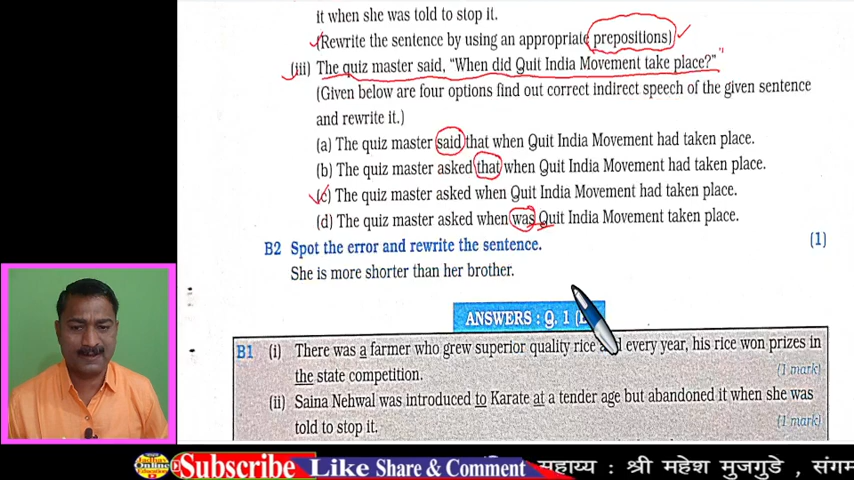 it when she was told to stop it.
(Rewrite the sentence by using an appropriate prepositions)
(iii) The quiz master said, "When did Quit India Movement take place?"
(Given below are four options find out correct indirect speech of the given sentence
and rewrite it.)
(a) The quiz master said that when Quit India Movement had taken place.
(b) The quiz master asked that when Quit India Movement had taken place.
(c) The quiz master asked when Quit India Movement had taken place.
(d) The quiz master asked when was Quit India Movement taken place.
B2 Spot the error and rewrite the sentence. (1)
She is more shorter than her brother.
ANSWERS : Q. 1
B1 (i) There was a farmer who grew superior quality rice and every year, his rice won prizes in
the state competition. (1 mark)
(ii) Saina Nehwal was introduced to Karate at a tender age but abandoned it when she was
told to stop it. (1 mark)
Jadhav Online Education Subscribe Like Share & Comment महाय्य : श्री महेश मुजगुडे , संगम